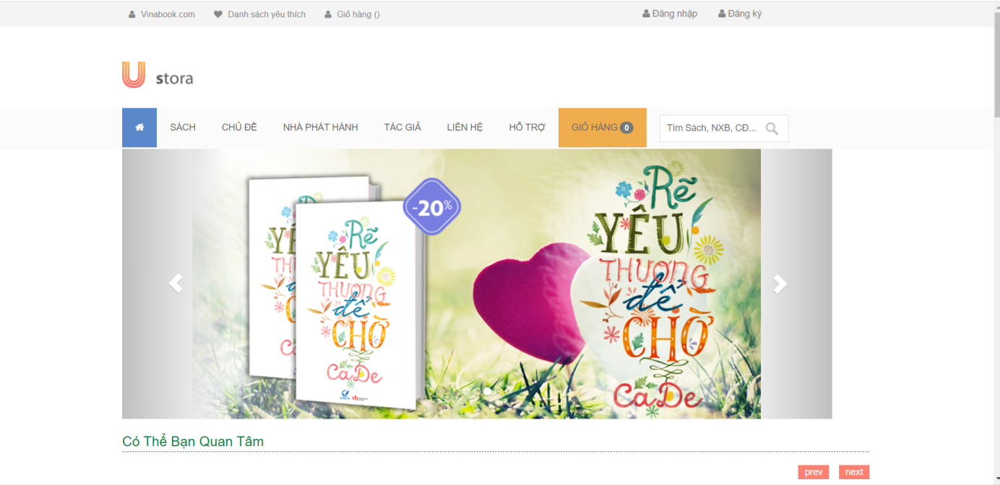 Vinabook.com Danh sách yêu thích Giỏ hàng () Đăng nhập Đăng ký
U stora
SÁCH CHỦ ĐỀ NHÀ PHÁT HÀNH TÁC GIẢ LIÊN HỆ HỖ TRỢ GIỎ HÀNG 0 Tìm Sách, NXB, CĐ...
-20%
Rẽ
YÊU
THƯƠNG
để
CHỜ
CaDe
Rẽ
YÊU
THƯƠNG
để
CHỜ
CaDe
Có Thể Bạn Quan Tâm
prev next